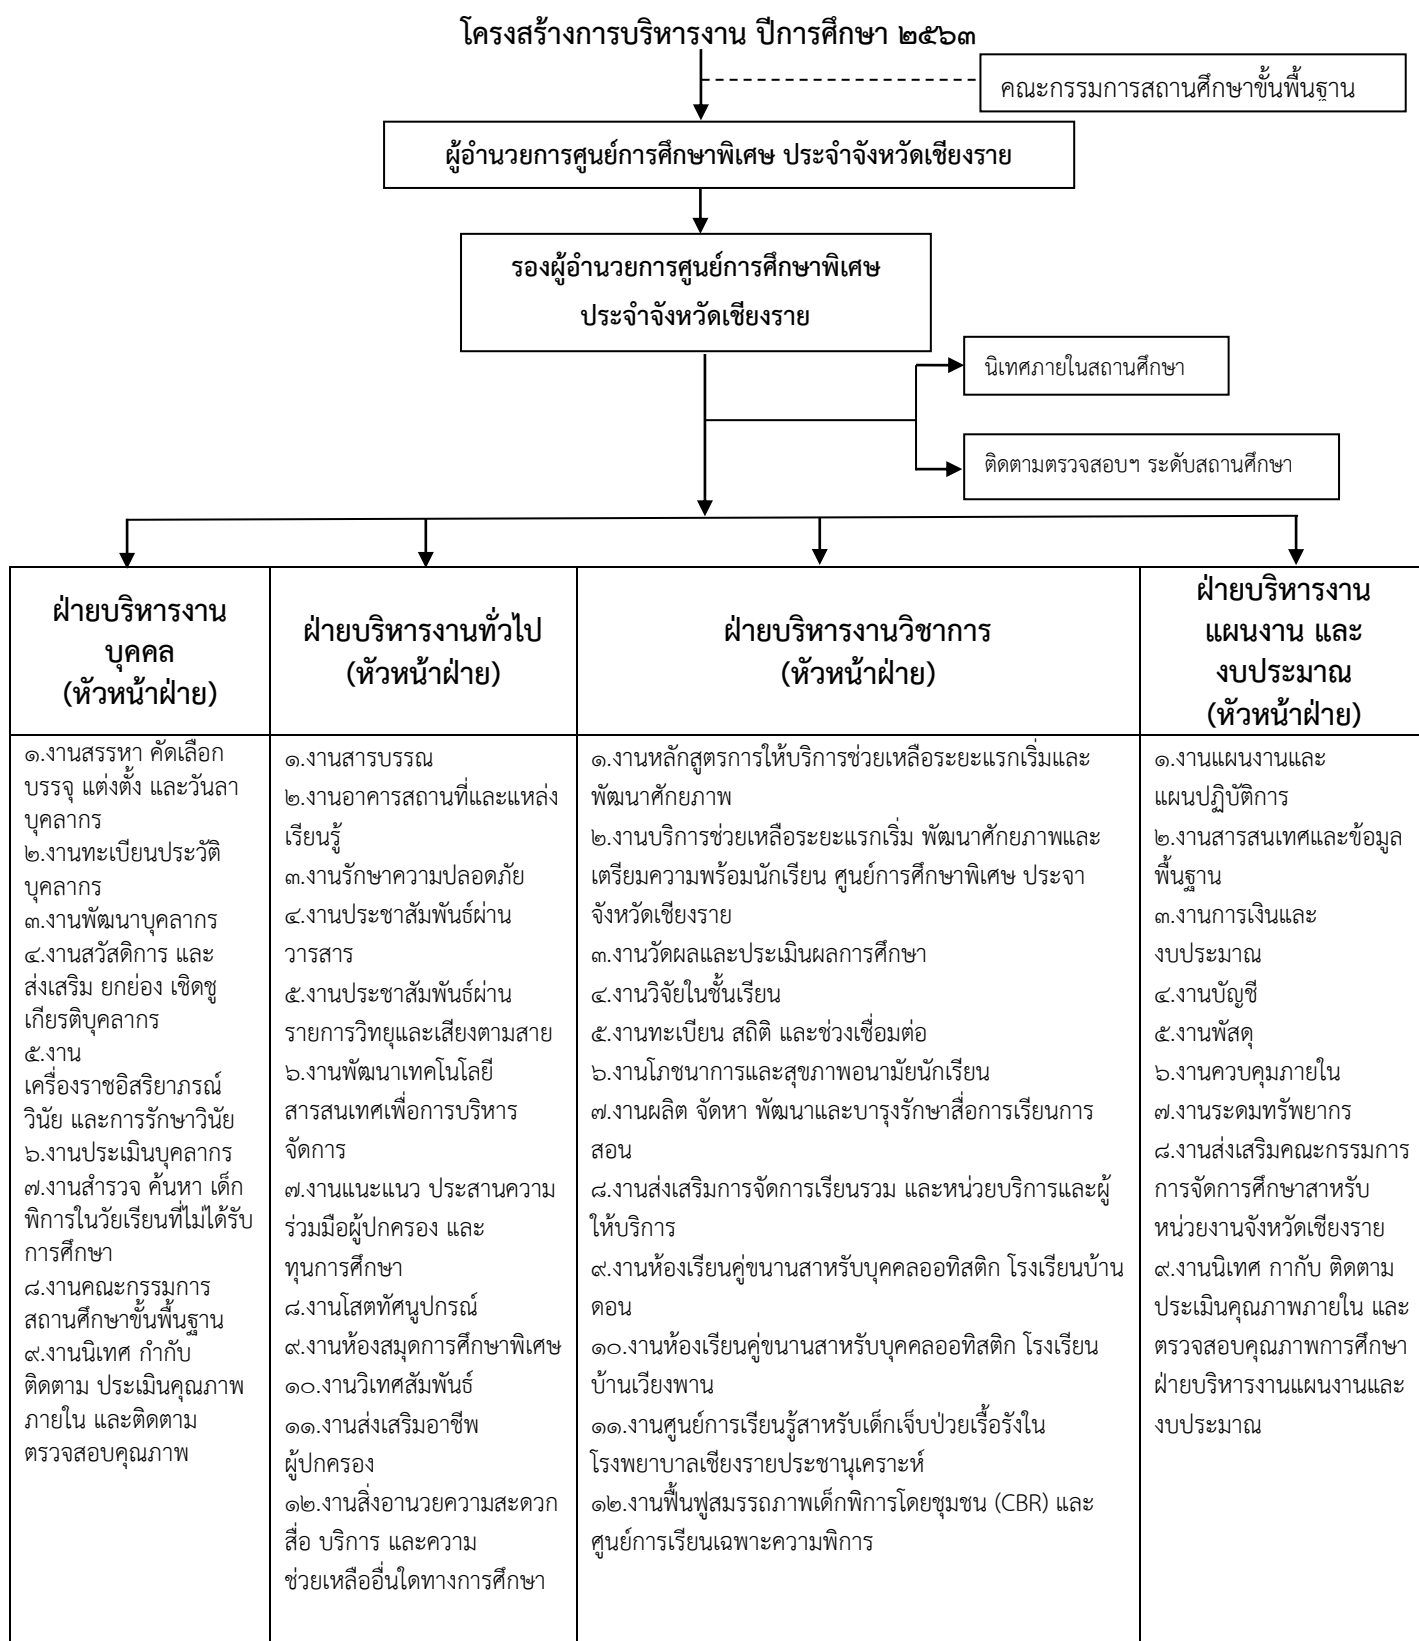 โครงสร้างการบริหารงาน ปีการศึกษา ๒๕๖๓
คณะกรรมการสถานศึกษาขั้นพื้นฐาน
ผู้อำนวยการศูนย์การศึกษาพิเศษ ประจำจังหวัดเชียงราย
รองผู้อำนวยการศูนย์การศึกษาพิเศษ
ประจำจังหวัดเชียงราย
นิเทศภายในสถานศึกษา
ติดตามตรวจสอบฯ ระดับสถานศึกษา
ฝ่ายบริหารงาน
บุคคล
(หัวหน้าฝ่าย)
ฝ่ายบริหารงานทั่วไป
(หัวหน้าฝ่าย)
ฝ่ายบริหารงานวิชาการ
(หัวหน้าฝ่าย)
ฝ่ายบริหารงาน
แผนงาน และ
งบประมาณ
(หัวหน้าฝ่าย)
๑.งานสรรหา คัดเลือก
บรรจุ แต่งตั้ง และวันลา
บุคลากร
๒.งานทะเบียนประวัติ
บุคลากร
๓.งานพัฒนาบุคลากร
๔.งานสวัสดิการ และ
ส่งเสริม ยกย่อง เชิดชู
เกียรติบุคลากร
๕.งาน
เครื่องราชอิสริยาภรณ์
วินัย และการรักษาวินัย
๖.งานประเมินบุคลากร
๗.งานสำรวจ ค้นหา เด็ก
พิการในวัยเรียนที่ไม่ได้รับ
การศึกษา
๘.งานคณะกรรมการ
สถานศึกษาขั้นพื้นฐาน
๙.งานนิเทศ กำกับ
ติดตาม ประเมินคุณภาพ
ภายใน และติดตาม
ตรวจสอบคุณภาพ
๑.งานสารบรรณ
๒.งานอาคารสถานที่และแหล่ง
เรียนรู้
๓.งานรักษาความปลอดภัย
๔.งานประชาสัมพันธ์ผ่าน
วารสาร
๕.งานประชาสัมพันธ์ผ่าน
รายการวิทยุและเสียงตามสาย
๖.งานพัฒนาเทคโนโลยี
สารสนเทศเพื่อการบริหาร
จัดการ
๗.งานแนะแนว ประสานความ
ร่วมมือผู้ปกครอง และ
ทุนการศึกษา
๘.งานโสตทัศนูปกรณ์
๙.งานห้องสมุดการศึกษาพิเศษ
๑๐.งานวิเทศสัมพันธ์
๑๑.งานส่งเสริมอาชีพ
ผู้ปกครอง
๑๒.งานสิ่งอานวยความสะดวก
สื่อ บริการ และความ
ช่วยเหลืออื่นใดทางการศึกษา
๑.งานหลักสูตรการให้บริการช่วยเหลือระยะแรกเริ่มและ
พัฒนาศักยภาพ
๒.งานบริการช่วยเหลือระยะแรกเริ่ม พัฒนาศักยภาพและ
เตรียมความพร้อมนักเรียน ศูนย์การศึกษาพิเศษ ประจา
จังหวัดเชียงราย
๓.งานวัดผลและประเมินผลการศึกษา
๔.งานวิจัยในชั้นเรียน
๕.งานทะเบียน สถิติ และช่วงเชื่อมต่อ
๖.งานโภชนาการและสุขภาพอนามัยนักเรียน
๗.งานผลิต จัดหา พัฒนาและบารุงรักษาสื่อการเรียนการ
สอน
๘.งานส่งเสริมการจัดการเรียนรวม และหน่วยบริการและผู้
ให้บริการ
๙.งานห้องเรียนคู่ขนานสาหรับบุคคลออทิสติก โรงเรียนบ้าน
ดอน
๑๐.งานห้องเรียนคู่ขนานสาหรับบุคคลออทิสติก โรงเรียน
บ้านเวียงพาน
๑๑.งานศูนย์การเรียนรู้สาหรับเด็กเจ็บป่วยเรื้อรังใน
โรงพยาบาลเชียงรายประชานุเคราะห์
๑๒.งานฟื้นฟูสมรรถภาพเด็กพิการโดยชุมชน (CBR) และ
ศูนย์การเรียนเฉพาะความพิการ
๑.งานแผนงานและ
แผนปฏิบัติการ
๒.งานสารสนเทศและข้อมูล
พื้นฐาน
๓.งานการเงินและ
งบประมาณ
๔.งานบัญชี
๕.งานพัสดุ
๖.งานควบคุมภายใน
๗.งานระดมทรัพยากร
๘.งานส่งเสริมคณะกรรมการ
การจัดการศึกษาสาหรับ
หน่วยงานจังหวัดเชียงราย
๙.งานนิเทศ กากับ ติดตาม
ประเมินคุณภาพภายใน และ
ตรวจสอบคุณภาพการศึกษา
ฝ่ายบริหารงานแผนงานและ
งบประมาณ